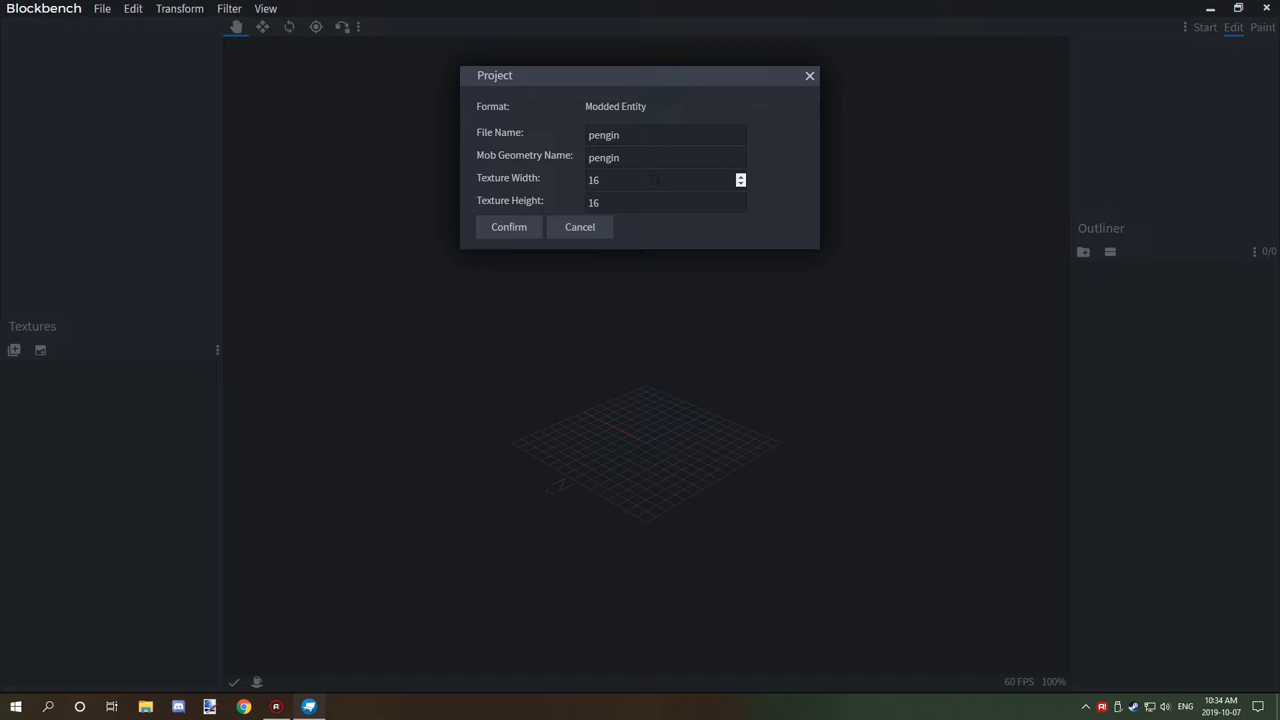 Blockbench File Edit Transform Filter View
Start Edit Paint
Project
Format: Modded Entity
File Name: pengin
Mob Geometry Name: pengin
Texture Width: 16
Texture Height: 16
Confirm Cancel
Outliner
0/0
Textures
N
60 FPS 100%
ENG
10:34 AM
2019-10-07